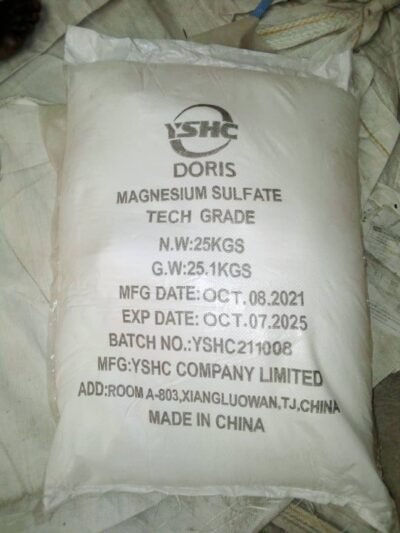 YSHC
DORIS
MAGNESIUM SULFATE
TECH GRADE
N.W:25KGS
G.W:25.1KGS
MFG DATE:OCT.08.2021
EXP DATE:OCT.07.2025
BATCH NO.:YSHC211008
MFG:YSHC COMPANY LIMITED
ADD:ROOM A-803,XIANGLUOWAN,TJ,CHINA
MADE IN CHINA